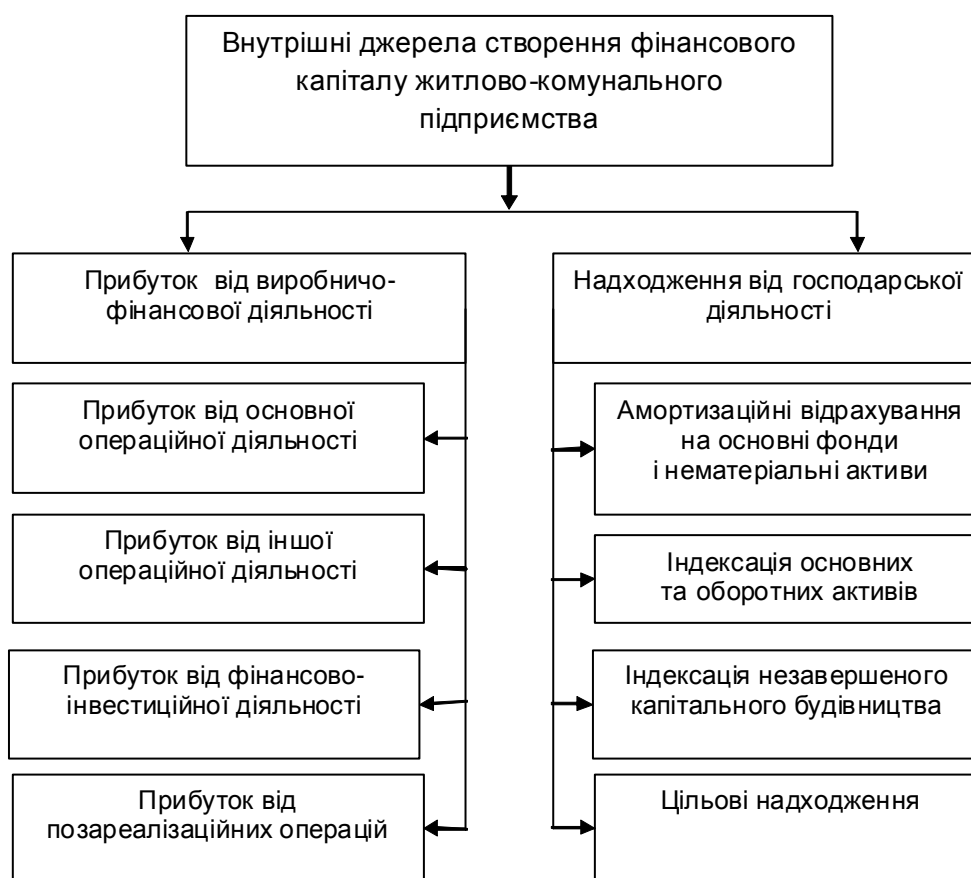 Внутрішні джерела створення фінансового
капіталу житлово-комунального
підприємства
Прибуток від виробничо-
фінансової діяльності
Прибуток від основної
операційної діяльності
Прибуток від іншої
операційної діяльності
Прибуток від фінансово-
інвестиційної діяльності
Прибуток від
позареалізаційних операцій
Надходження від господарської
діяльності
Амортизаційні відрахування
на основні фонди
і нематеріальні активи
Індексація основних
та оборотних активів
Індексація незавершеного
капітального будівництва
Цільові надходження